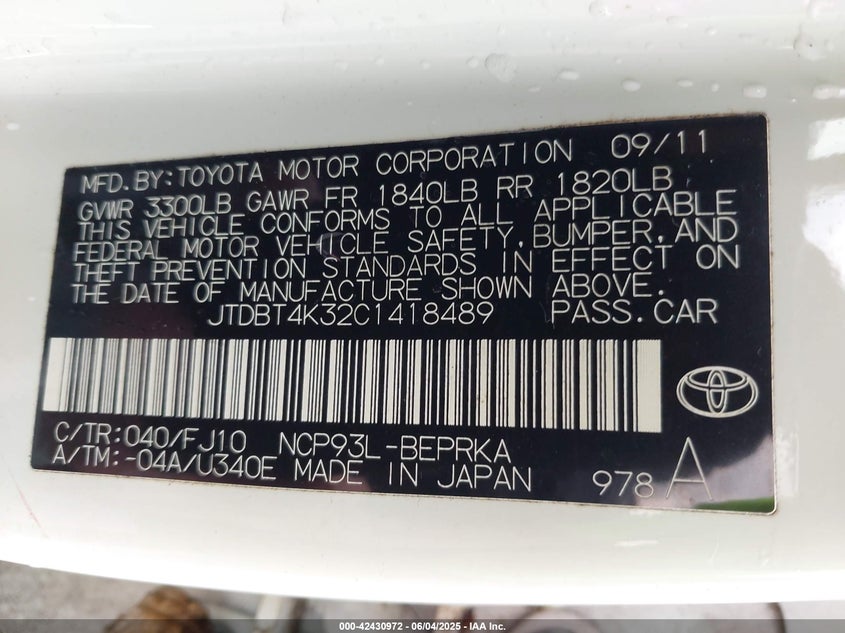 MFD.BY:TOYOTA MOTOR CORPORATION 09/11
GVWR 3300LB GAWR FR 1840LB RR 1820LB
THIS VEHICLE CONFORMS TO ALL APPLICABLE
FEDERAL MOTOR VEHICLE SAFETY,BUMPER,AND
THEFT PREVENTION STANDARDS IN EFFECT ON
THE DATE OF MANUFACTURE SHOWN ABOVE.
JTDBT4K32C1418489 PASS.CAR
C/TR:040/FJ10 NCP93L-BEPRKA
A/TM:-04A/U340E MADE IN JAPAN 978 A
000-42430972 - 06/04/2025 - IAA Inc.